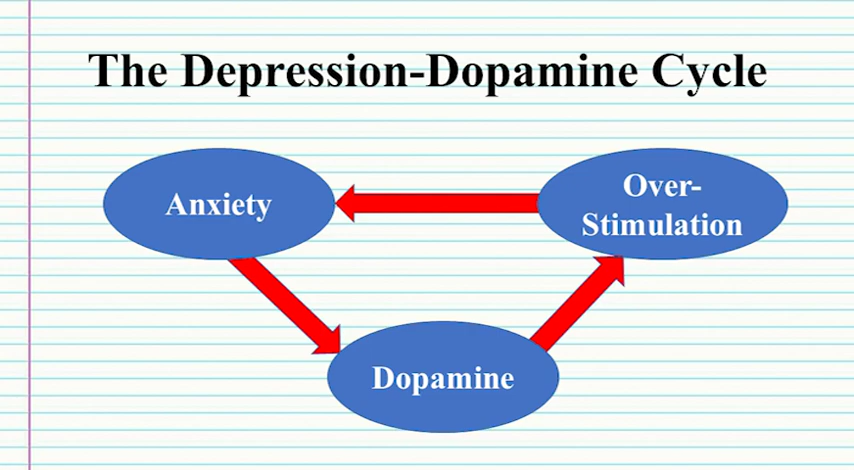 The Depression-Dopamine Cycle
Anxiety
Over-
Stimulation
Dopamine